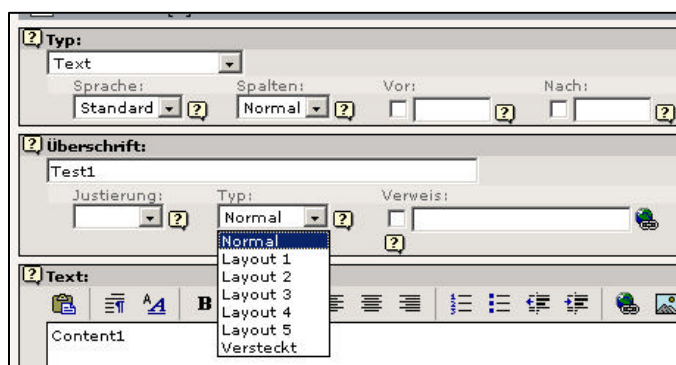 Typ:
Text
Sprache: Spalten: Vor: Nach:
Standard Normal
Überschrift:
Test1
Justierung: Typ: Verweis:
Normal
Normal
Layout 1
Layout 2
Layout 3
Layout 4
Layout 5
Versteckt
Text:
B
Content1